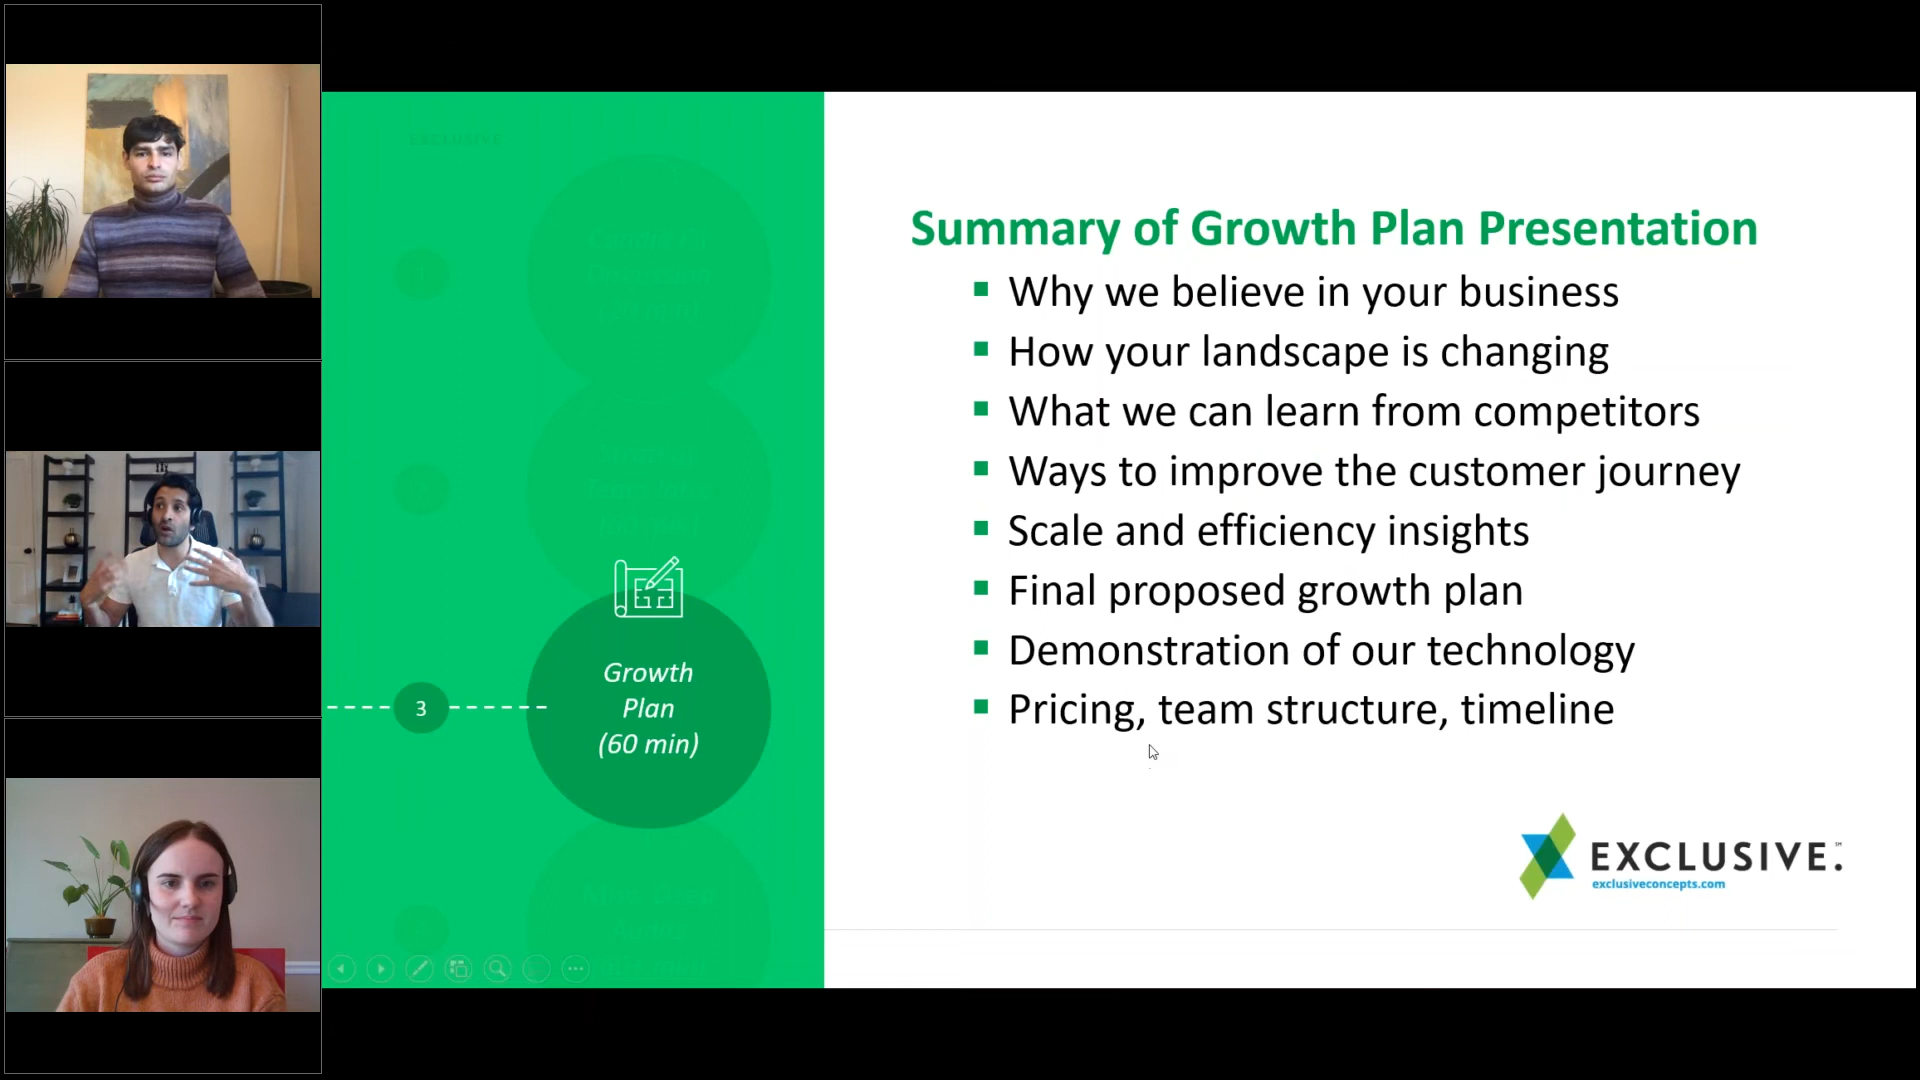 EXCLUSIVE
3
Growth
Plan
(60 min)
Summary of Growth Plan Presentation
Why we believe in your business
How your landscape is changing
What we can learn from competitors
Ways to improve the customer journey
Scale and efficiency insights
Final proposed growth plan
Demonstration of our technology
Pricing, team structure, timeline
EXCLUSIVE.℠
exclusiveconcepts.com